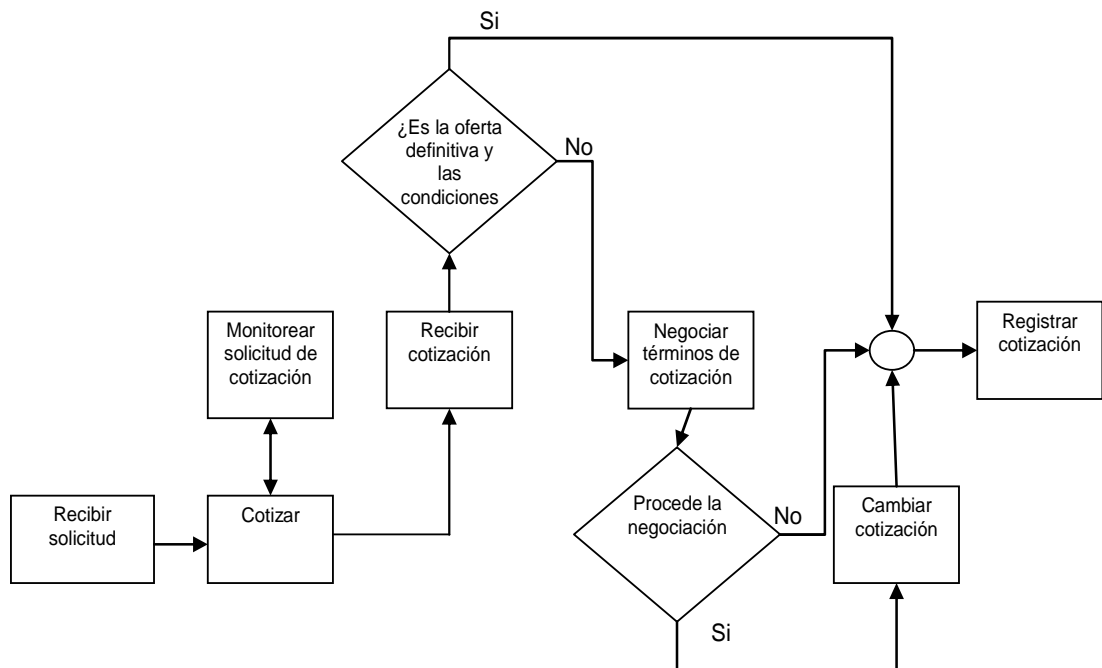 Si
¿Es la oferta
definitiva y
las
condiciones
No
Monitorear
solicitud de
cotización
Recibir
cotización
Negociar
términos de
cotización
Registrar
cotización
Recibir
solicitud
Cotizar
Procede la
negociación
No
Cambiar
cotización
Si